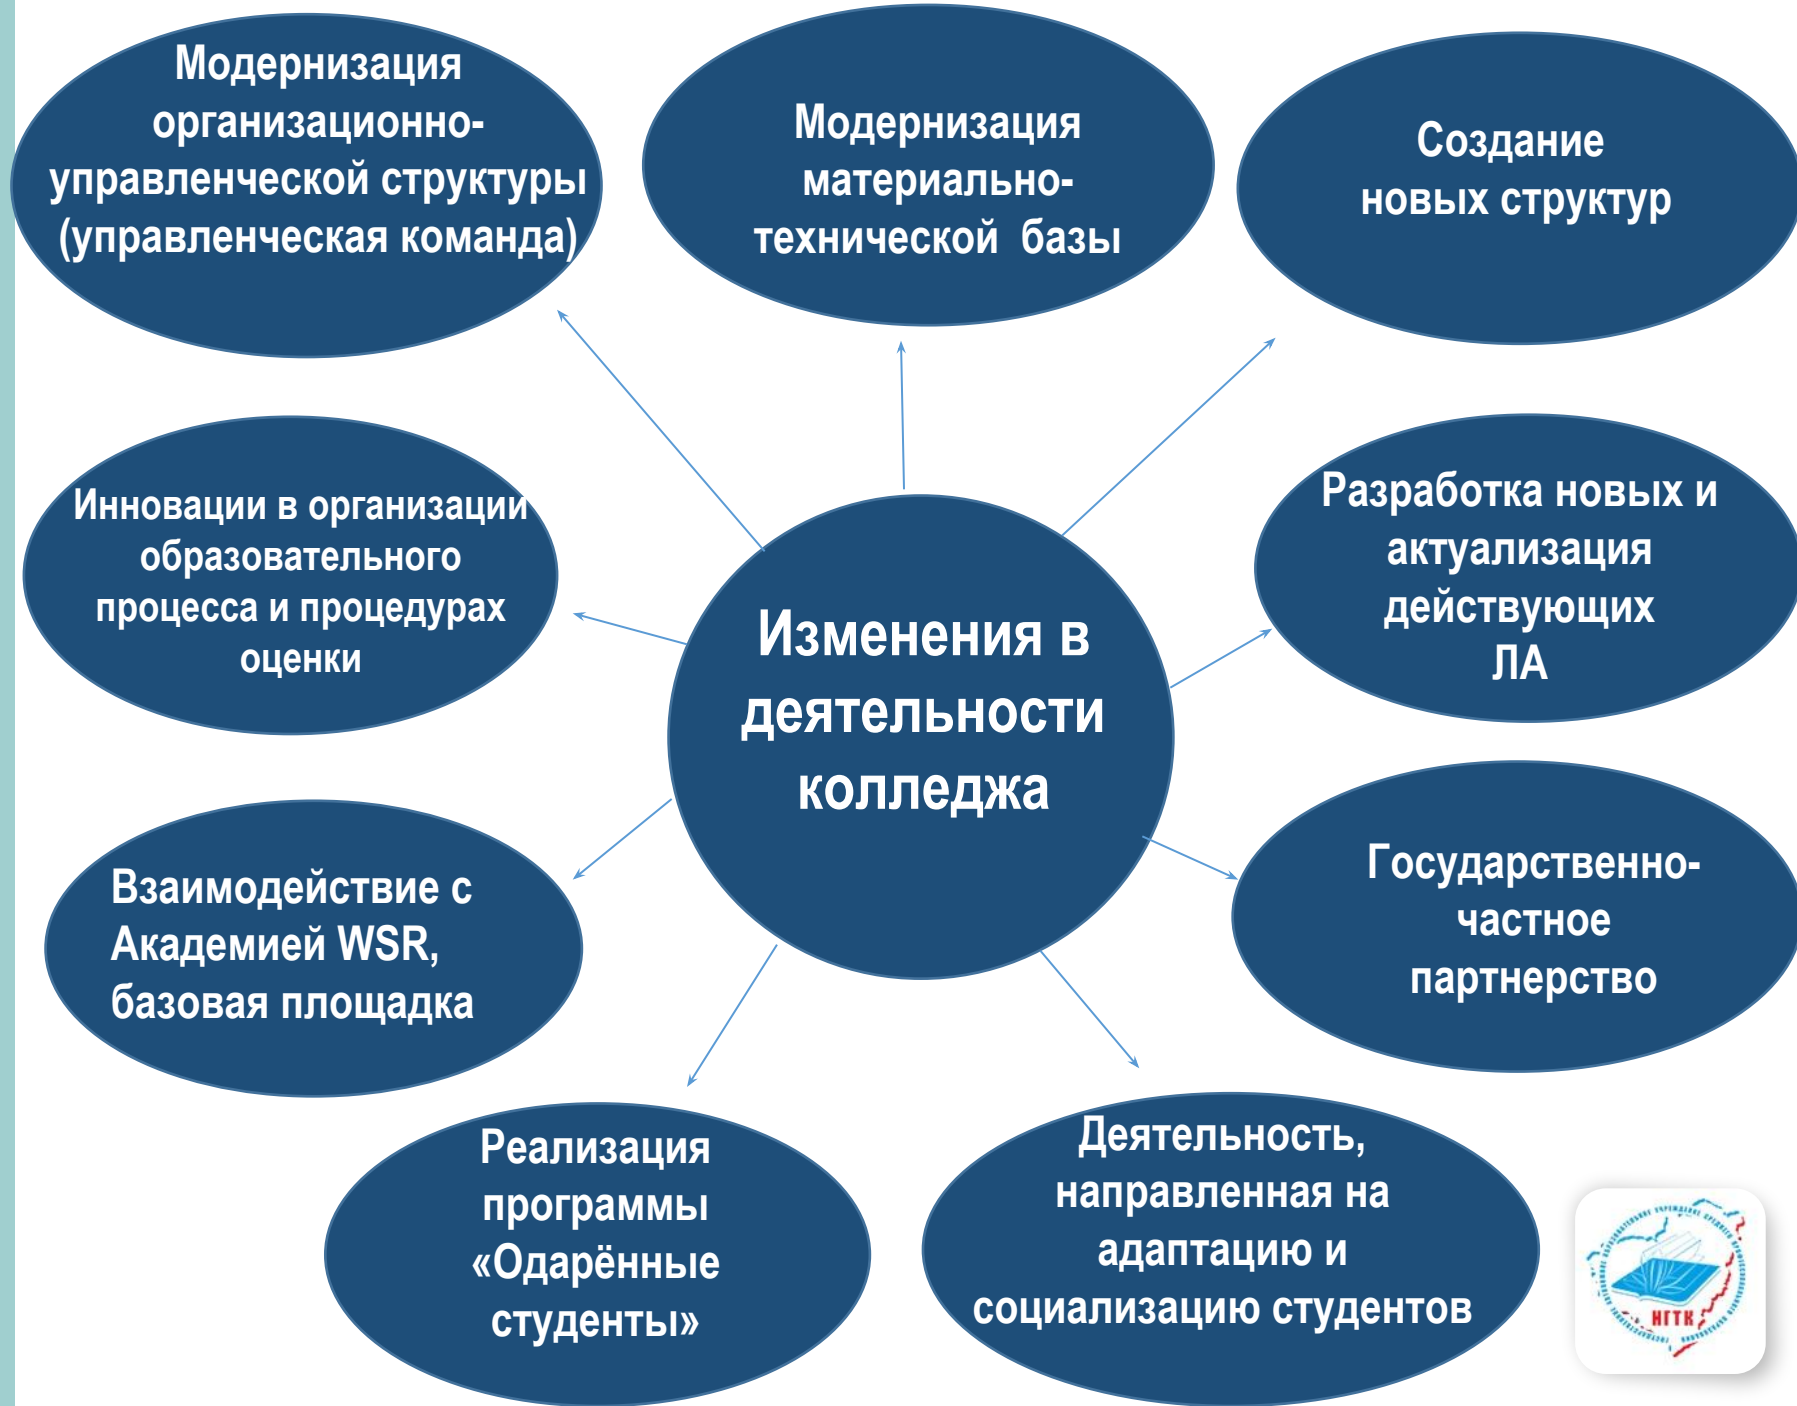 Модернизация
организационно-
управленческой структуры
(управленческая команда)
Модернизация
материально-
технической базы
Создание
новых структур
Инновации в организации
образовательного
процесса и процедурах
оценки
Изменения в
деятельности
колледжа
Разработка новых и
актуализация
действующих
ЛА
Взаимодействие с
Академией WSR,
базовая площадка
Государственно-
частное
партнерство
Реализация
программы
«Одарённые
студенты»
Деятельность,
направленная на
адаптацию и
социализацию студентов
НГТК